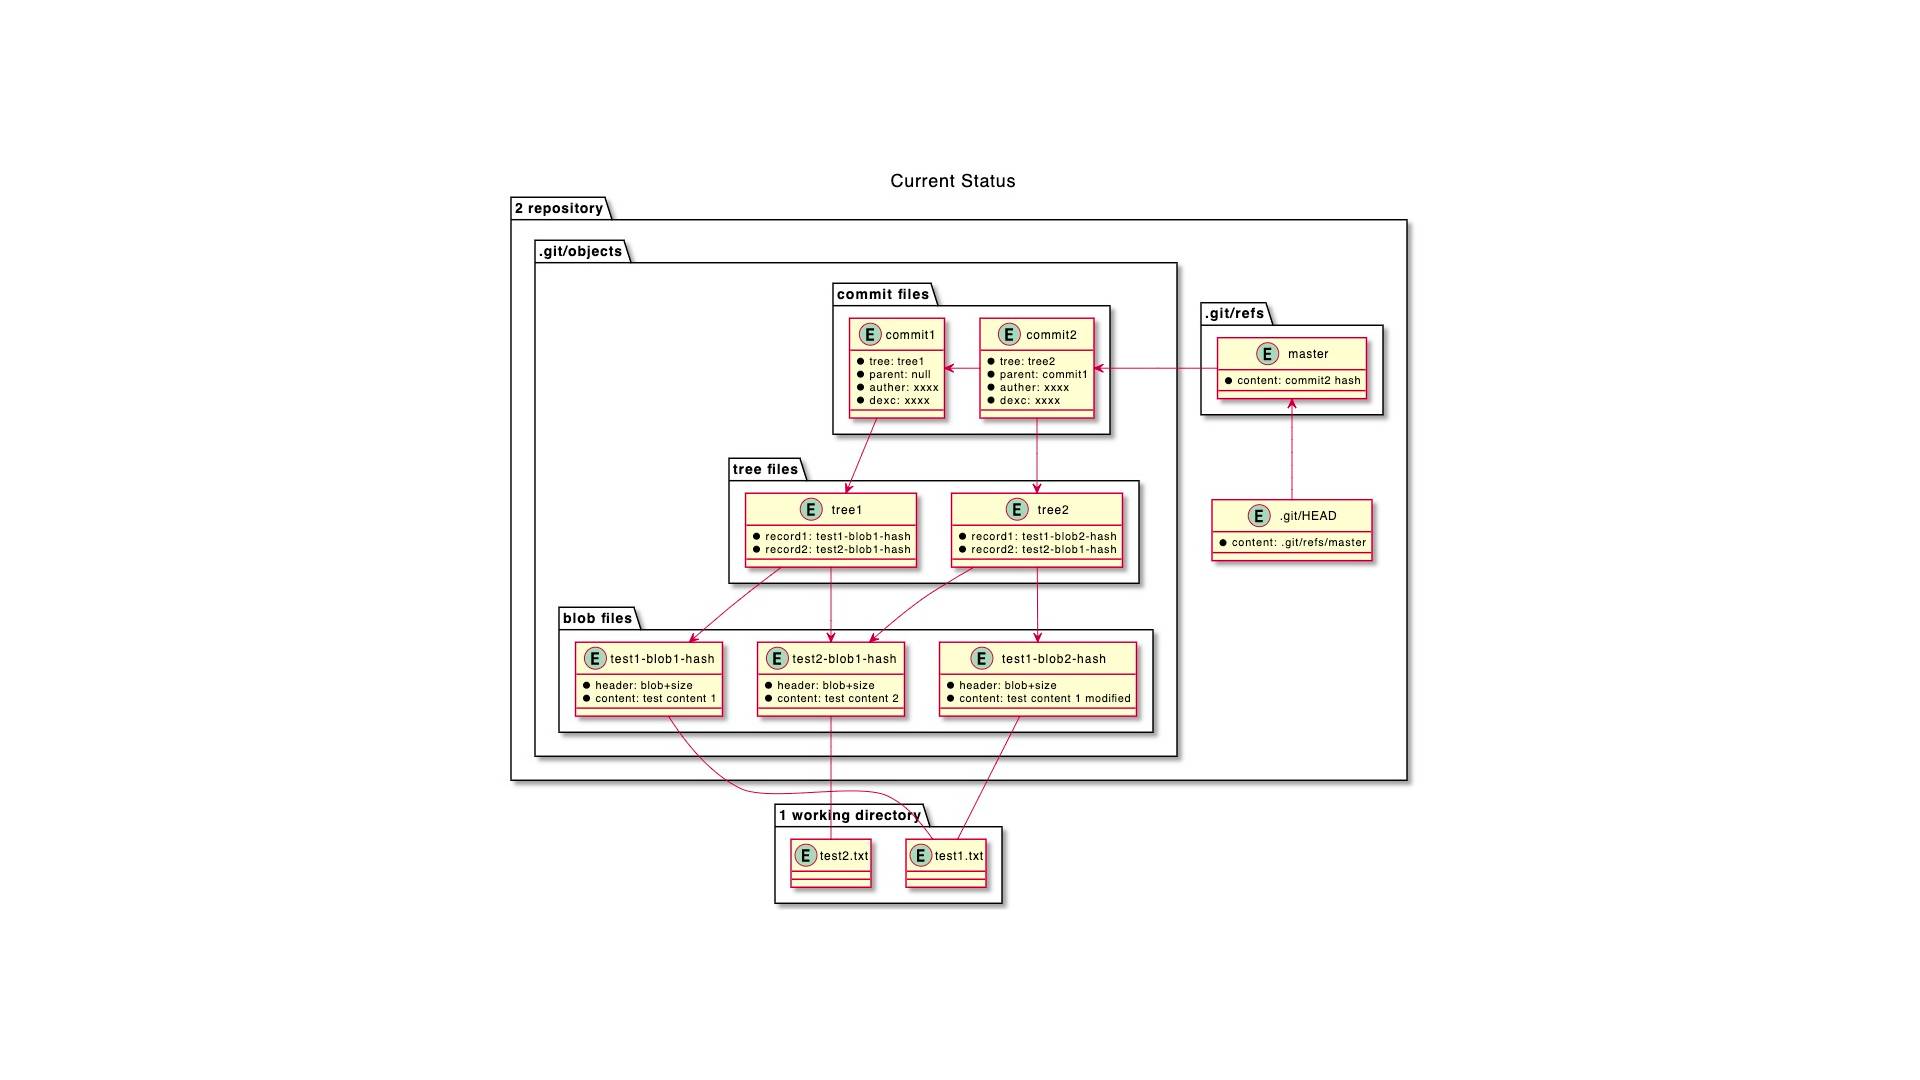 Current Status
2 repository
.git/objects
commit files
E commit1
tree: tree1
parent: null
auther: xxxx
dexc: xxxx
E commit2
tree: tree2
parent: commit1
auther: xxxx
dexc: xxxx
.git/refs
E master
content: commit2 hash
tree files
E tree1
record1: test1-blob1-hash
record2: test2-blob1-hash
E tree2
record1: test1-blob2-hash
record2: test2-blob1-hash
E .git/HEAD
content: .git/refs/master
blob files
E test1-blob1-hash
header: blob+size
content: test content 1
E test2-blob1-hash
header: blob+size
content: test content 2
E test1-blob2-hash
header: blob+size
content: test content 1 modified
1 working directory
E test2.txt
E test1.txt